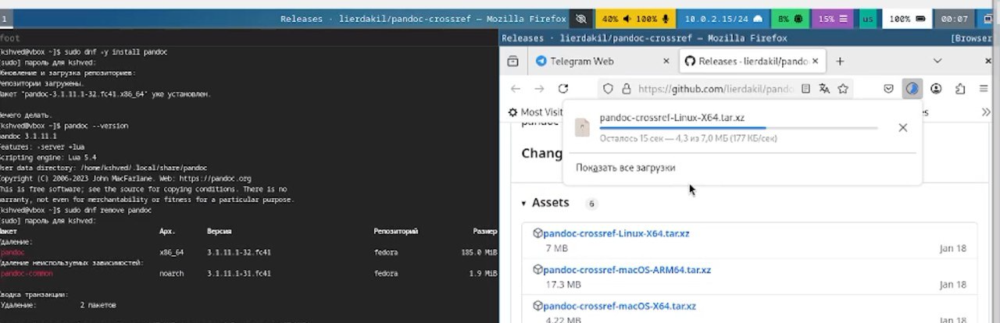 1
Releases · lierdakil/pandoc-crossref — Mozilla Firefox
40% 100%
10.0.2.15/24
8%
15%
us
100%
00:07
foot
kshved@vbox ~]$ sudo dnf -y install pandoc
[sudo] пароль для kshved:
Обновление и загрузка репозиториев:
Репозитории загружены.
Пакет "pandoc-3.1.11.1-32.fc41.x86_64" уже установлен.
Нечего делать.
kshved@vbox ~]$ pandoc --version
pandoc 3.1.11.1
Features: +server +lua
Scripting engine: Lua 5.4
User data directory: /home/kshved/.local/share/pandoc
Copyright (C) 2006-2023 John MacFarlane. Web: https://pandoc.org
This is free software; see the source for copying conditions. There is no
warranty, not even for merchantability or fitness for a particular purpose.
kshved@vbox ~]$ sudo dnf remove pandoc
[sudo] пароль для kshved:
Пакет Арх. Версия Репозиторий Размер
Удаление:
pandoc x86_64 3.1.11.1-32.fc41 fedora 185.0 MiB
Удаление неиспользуемых зависимостей:
pandoc-common noarch 3.1.11.1-31.fc41 fedora 1.9 MiB
Сводка транзакции:
Удаление: 2 пакетов
Releases · lierdakil/pandoc-crossref — Mozilla Firefox [Browser
Telegram Web
Releases · lierdakil/pando
https://github.com/lierdakil/pando
Most Visit
pandoc-crossref-Linux-X64.tar.xz
Осталось 15 сек — 4,3 из 7,0 МБ (177 КБ/сек)
Показать все загрузки
Chang
Assets 6
pandoc-crossref-Linux-X64.tar.xz
7 MB Jan 18
pandoc-crossref-macOS-ARM64.tar.xz
17.3 MB Jan 18
pandoc-crossref-macOS-X64.tar.xz
4.22 MB Jan 18